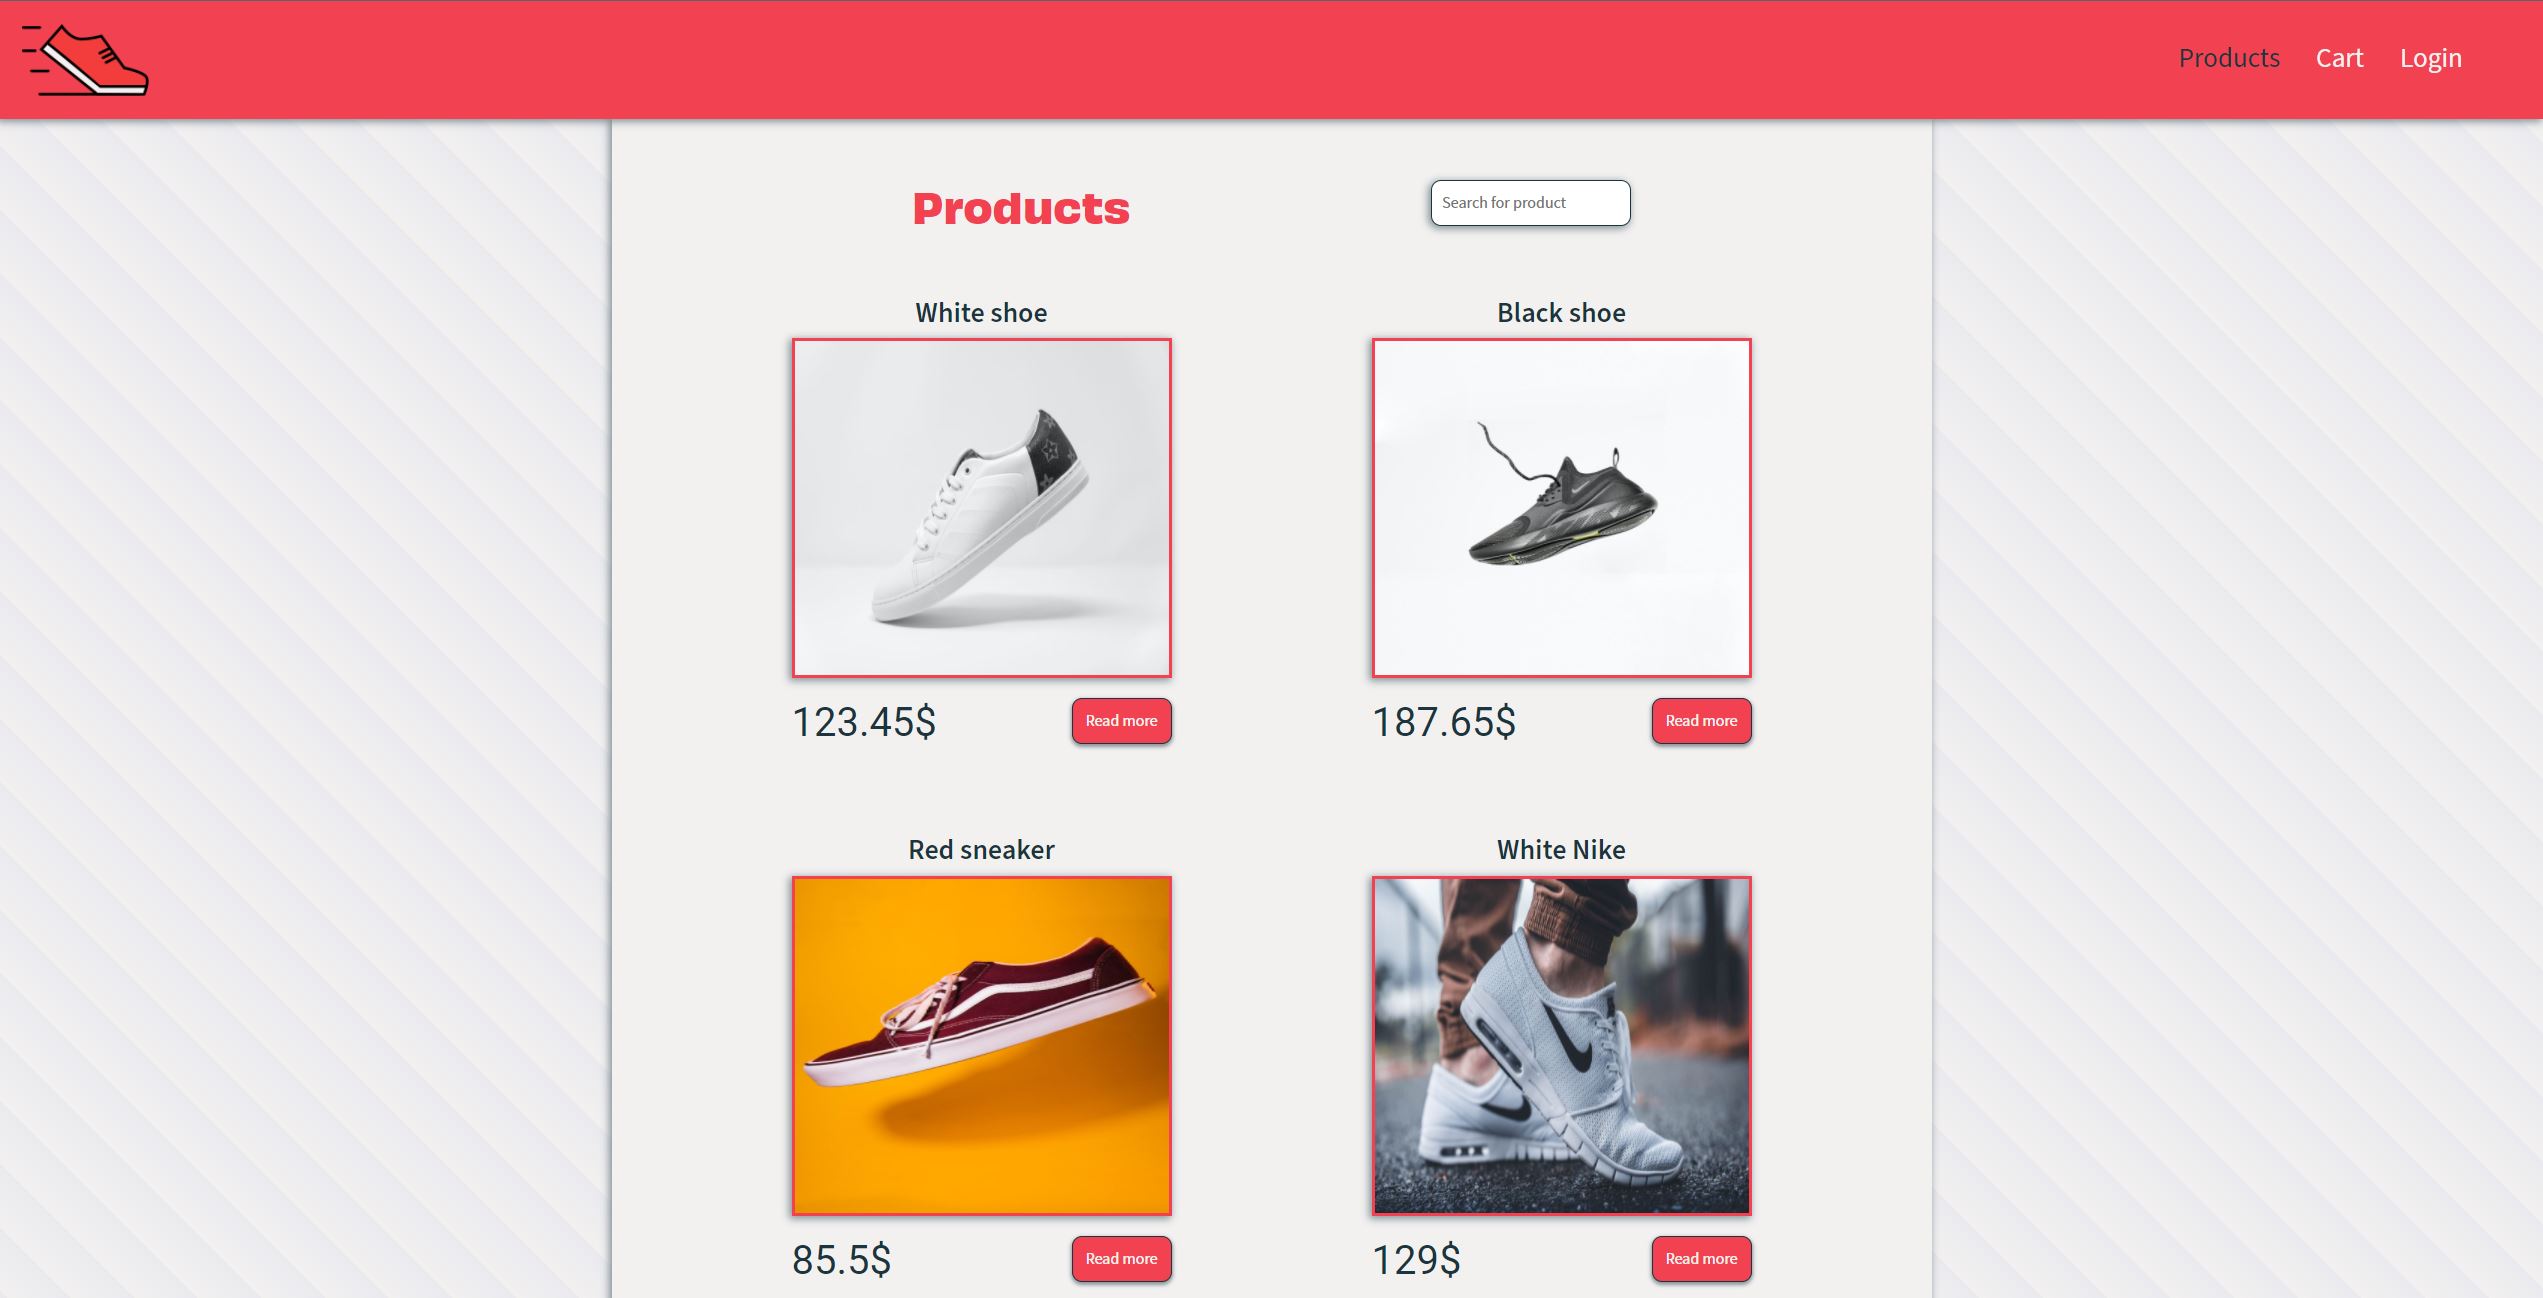 Products Cart Login
Products
Search for product
White shoe
Black shoe
123.45$ Read more
187.65$ Read more
Red sneaker
White Nike
85.5$ Read more
129$ Read more